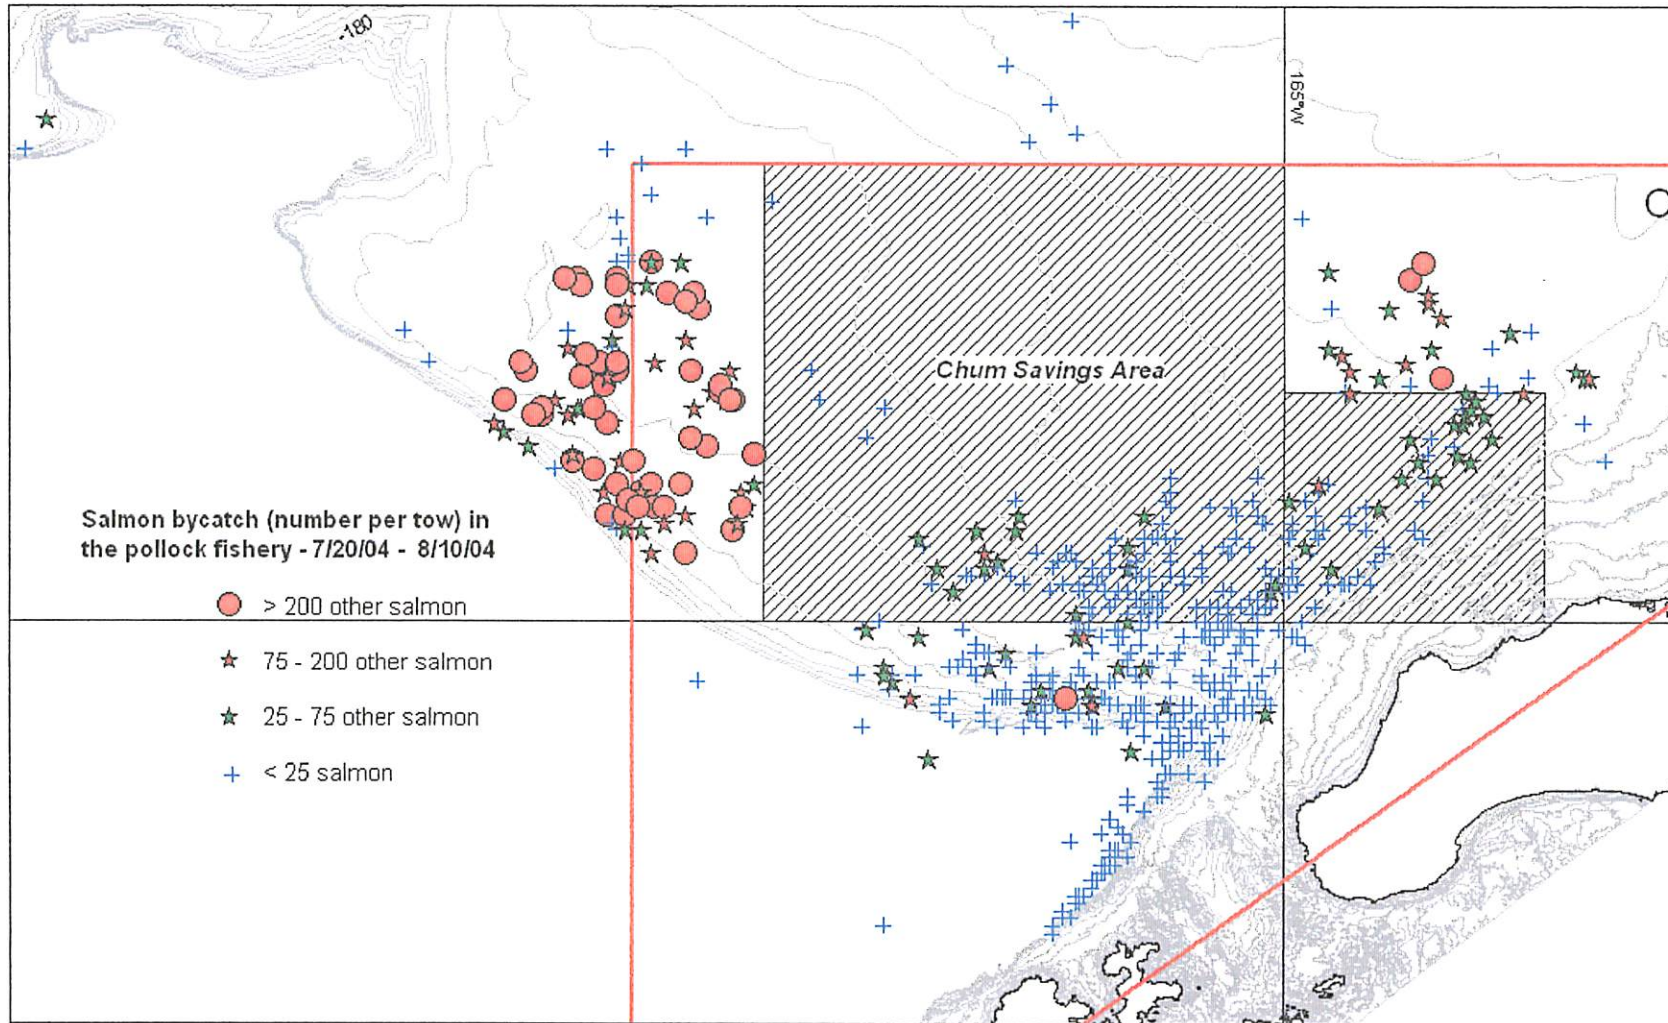 -180
165°W
Chum Savings Area
Salmon bycatch (number per tow) in
the pollock fishery - 7/20/04 - 8/10/04
> 200 other salmon
75 - 200 other salmon
25 - 75 other salmon
< 25 salmon